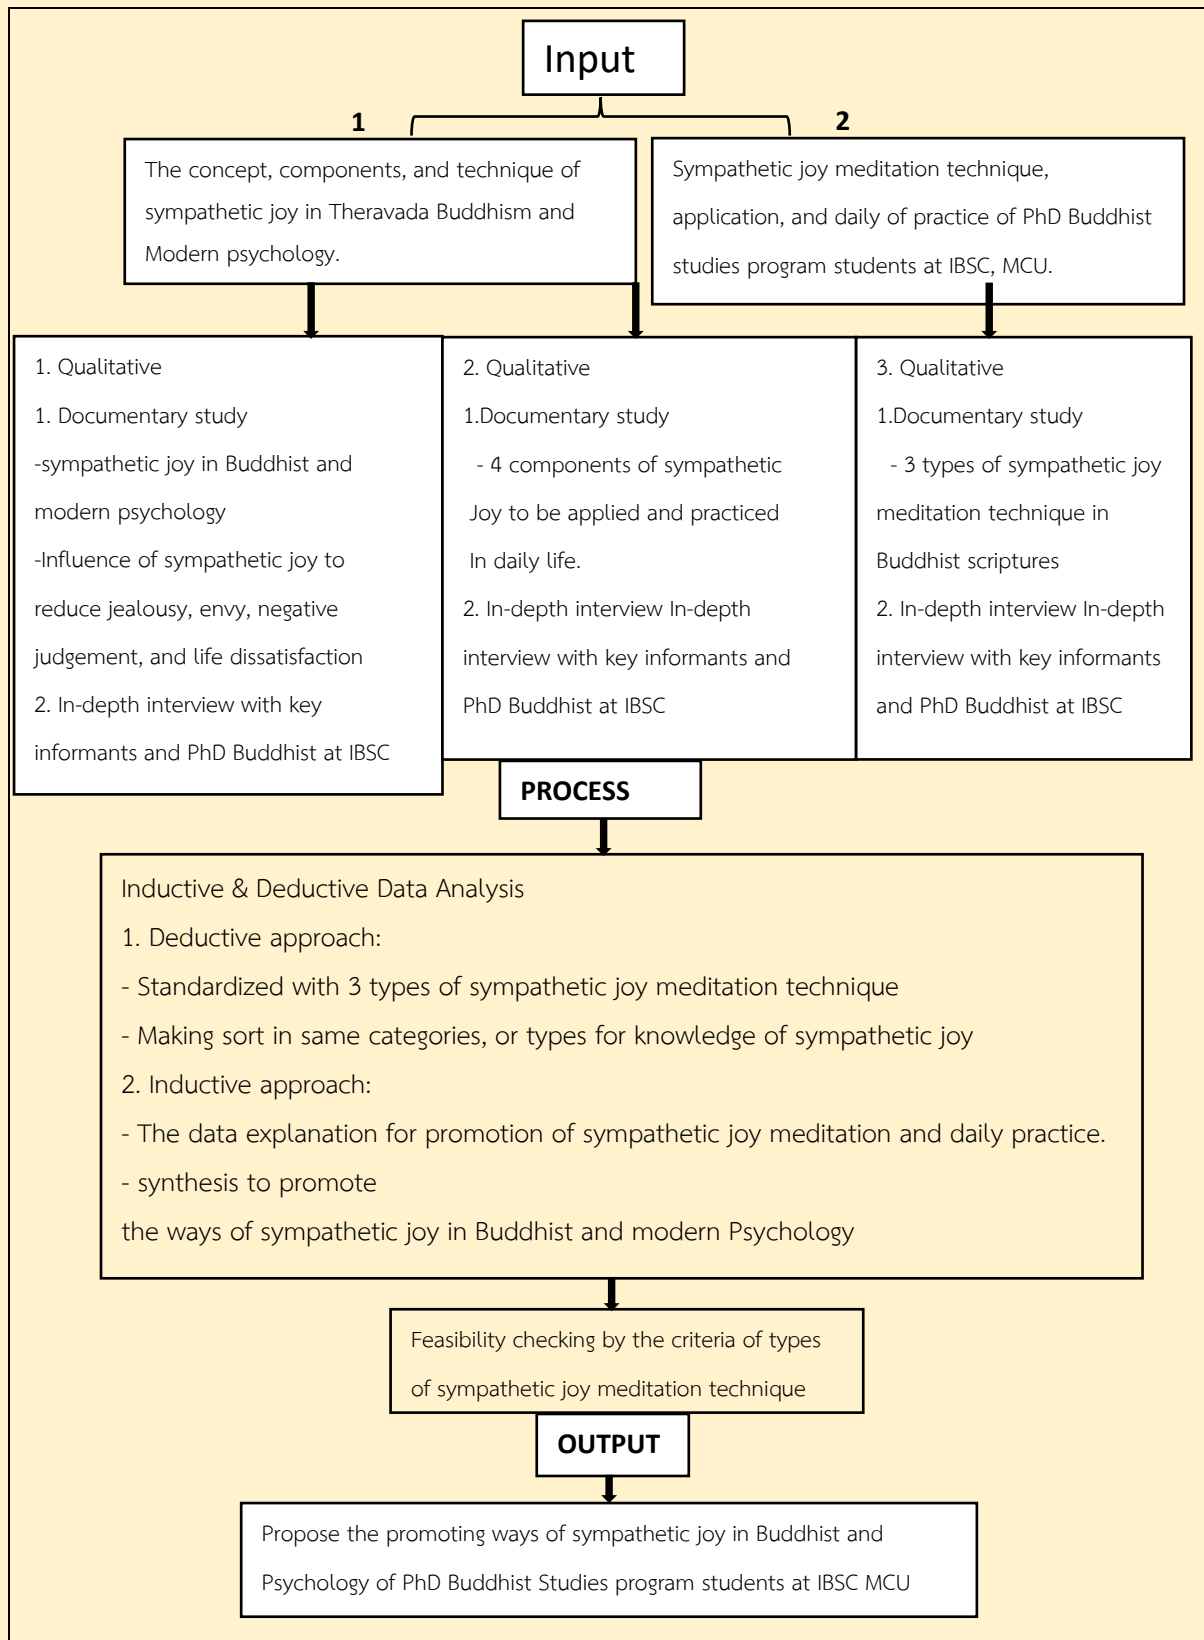 Input
1
2
The concept, components, and technique of
sympathetic joy in Theravada Buddhism and
Modern psychology.
Sympathetic joy meditation technique,
application, and daily of practice of PhD Buddhist
studies program students at IBSC, MCU.
1. Qualitative
1. Documentary study
-sympathetic joy in Buddhist and
modern psychology
-Influence of sympathetic joy to
reduce jealousy, envy, negative
judgement, and life dissatisfaction
2. In-depth interview with key
informants and PhD Buddhist at IBSC
2. Qualitative
1.Documentary study
- 4 components of sympathetic
Joy to be applied and practiced
In daily life.
2. In-depth interview In-depth
interview with key informants and
PhD Buddhist at IBSC
3. Qualitative
1.Documentary study
- 3 types of sympathetic joy
meditation technique in
Buddhist scriptures
2. In-depth interview In-depth
interview with key informants
and PhD Buddhist at IBSC
PROCESS
Inductive & Deductive Data Analysis
1. Deductive approach:
- Standardized with 3 types of sympathetic joy meditation technique
- Making sort in same categories, or types for knowledge of sympathetic joy
2. Inductive approach:
- The data explanation for promotion of sympathetic joy meditation and daily practice.
- synthesis to promote
the ways of sympathetic joy in Buddhist and modern Psychology
Feasibility checking by the criteria of types
of sympathetic joy meditation technique
OUTPUT
Propose the promoting ways of sympathetic joy in Buddhist and
Psychology of PhD Buddhist Studies program students at IBSC MCU